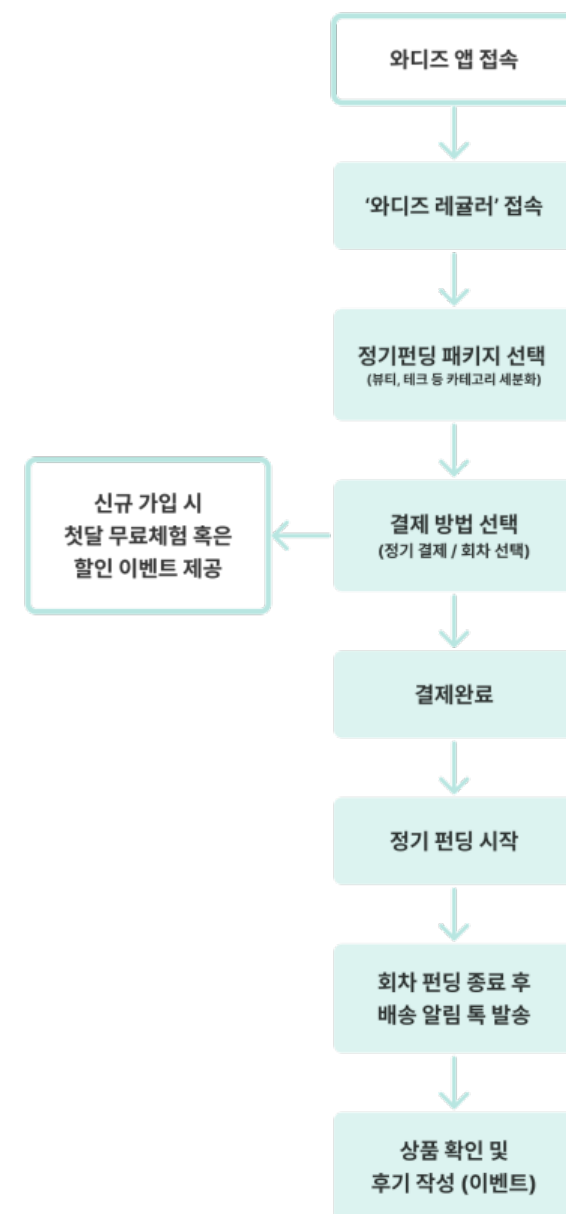 와디즈 앱 접속
‘와디즈 레귤러’ 접속
정기펀딩 패키지 선택
(뷰티, 테크 등 카테고리 세분화)
결제 방법 선택
(정기 결제 / 회차 선택)
신규 가입 시
첫달 무료체험 혹은
할인 이벤트 제공
결제완료
정기 펀딩 시작
회차 펀딩 종료 후
배송 알림 톡 발송
상품 확인 및
후기 작성 (이벤트)